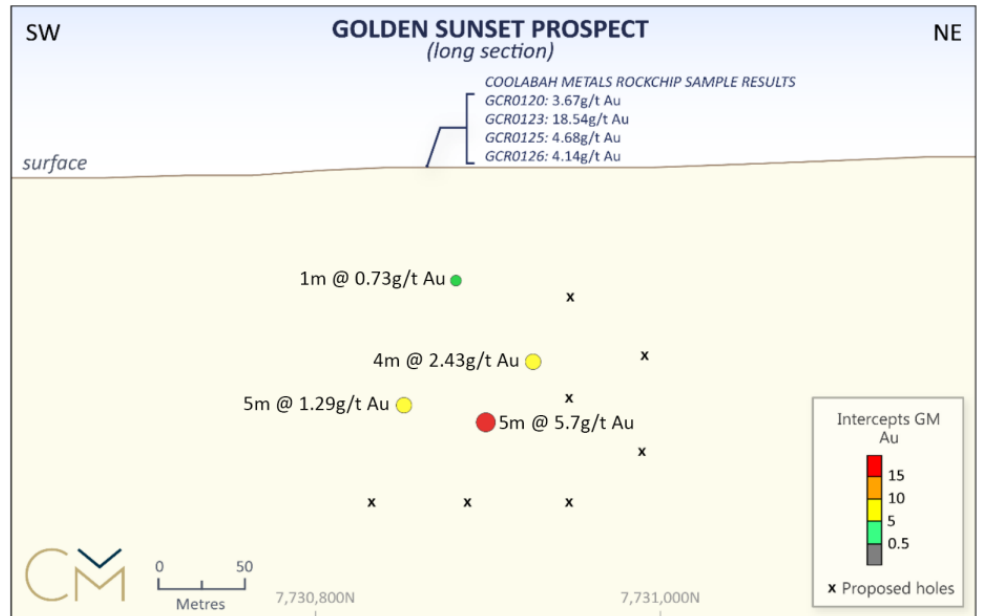 SW
GOLDEN SUNSET PROSPECT
NE
(long section)
COOLABAH METALS ROCKCHIP SAMPLE RESULTS
GCR0120: 3.67g/t Au
GCR0123: 18.54g/t Au
GCR0125: 4.68g/t Au
GCR0126: 4.14g/t Au
surface
1m @ 0.73g/t Au
x
4m @ 2.43g/t Au
x
5m @ 1.29g/t Au
x
5m @ 5.7g/t Au
x
x x x
Intercepts GM
Au
15
10
5
0.5
x Proposed holes
CM
0 50
Metres
7,730,800N
7,731,000N